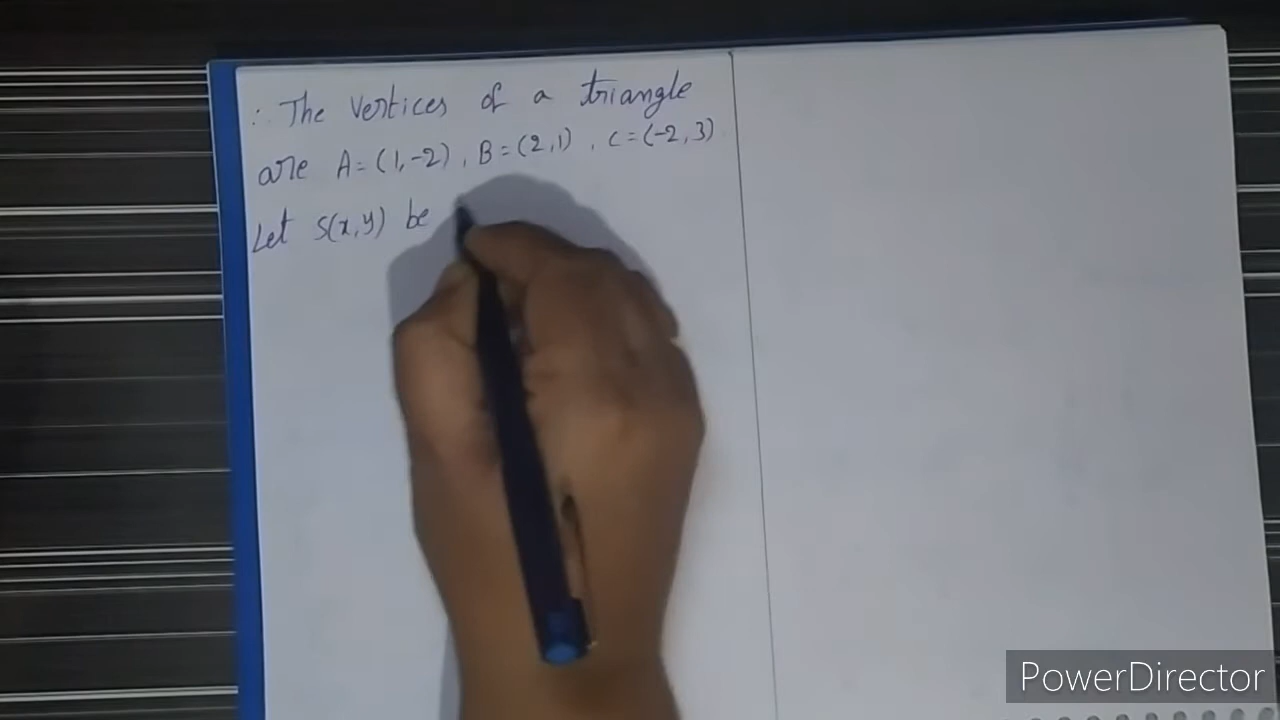 ∴ The vertices of a triangle
are A = (1,-2), B = (2,1), C = (-2,3)
Let S(x,y) be
PowerDirector